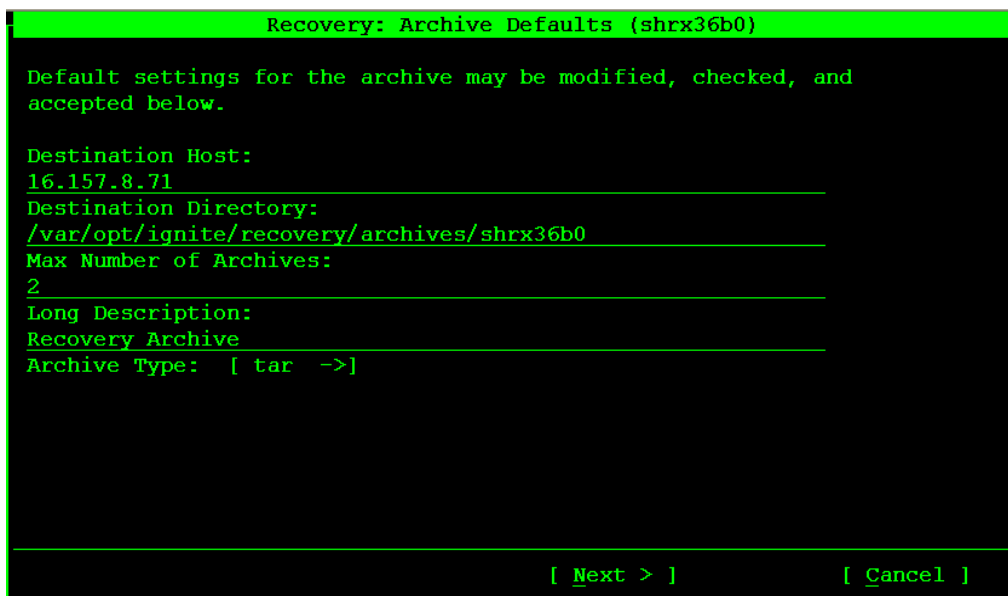 Recovery: Archive Defaults (shrx36b0)
Default settings for the archive may be modified, checked, and
accepted below.
Destination Host:
16.157.8.71
Destination Directory:
/var/opt/ignite/recovery/archives/shrx36b0
Max Number of Archives:
2
Long Description:
Recovery Archive
Archive Type:  [ tar  ->]
[ Next > ] [ Cancel ]